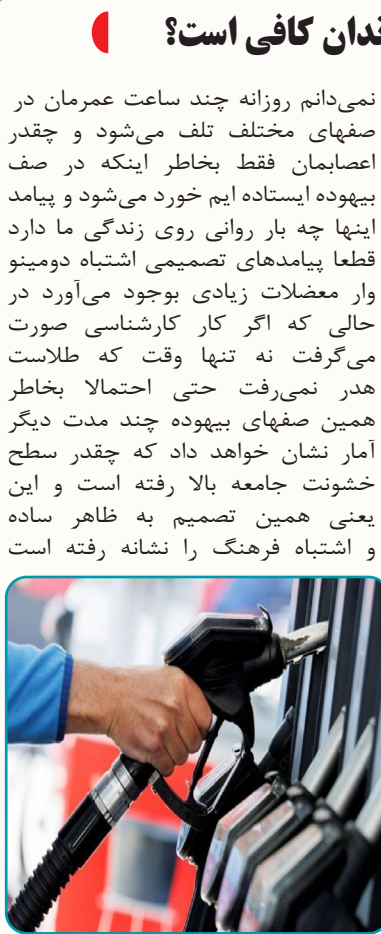 کافی است؟
نمی‌دانم روزانه چند ساعت عمرمان در
صفهای مختلف تلف می‌شود و چقدر
اعصابمان فقط بخاطر اینکه در صف
بیهوده ایستاده ایم خورد می‌شود و پیامد
اینها چه بار روانی روی زندگی ما دارد
قطعا پیامدهای تصمیمی اشتباه دومینو
وار معضلات زیادی بوجود می‌آورد در
حالی که اگر کار کارشناسی صورت
می‌گرفت نه تنها وقت که طلاست
هدر نمی‌رفت حتی احتمالا بخاطر
همین صفهای بیهوده چند مدت دیگر
آمار نشان خواهد داد که چقدر سطح
خشونت جامعه بالا رفته است و این
یعنی همین تصمیم به ظاهر ساده
و اشتباه فرهنگ را نشانه رفته است